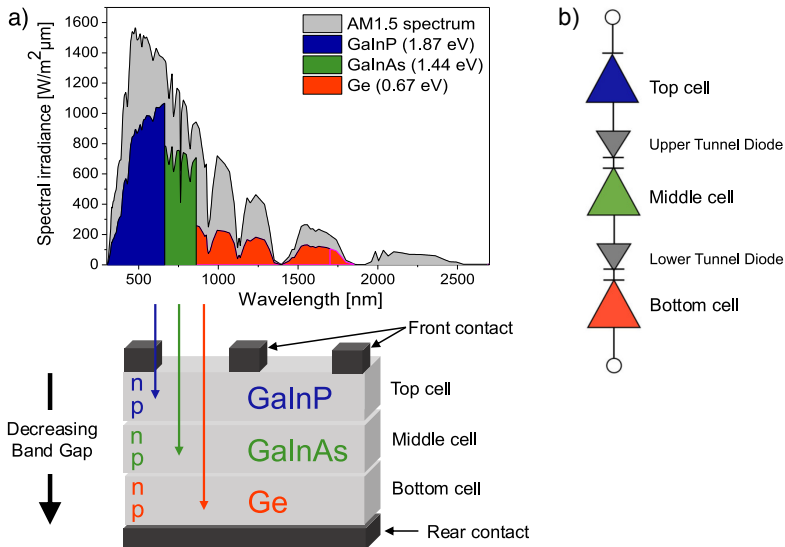 a)
1600
1400
1200
1000
800
600
400
200
0
Spectral irradiance [W/m² µm]
AM1.5 spectrum
GaInP (1.87 eV)
GaInAs (1.44 eV)
Ge (0.67 eV)
500
1000
1500
2000
2500
Wavelength [nm]
Front contact
n
p
GaInP
Top cell
n
p
GaInAs
Middle cell
n
p
Ge
Bottom cell
Rear contact
Decreasing
Band Gap
b)
Top cell
Upper Tunnel Diode
Middle cell
Lower Tunnel Diode
Bottom cell